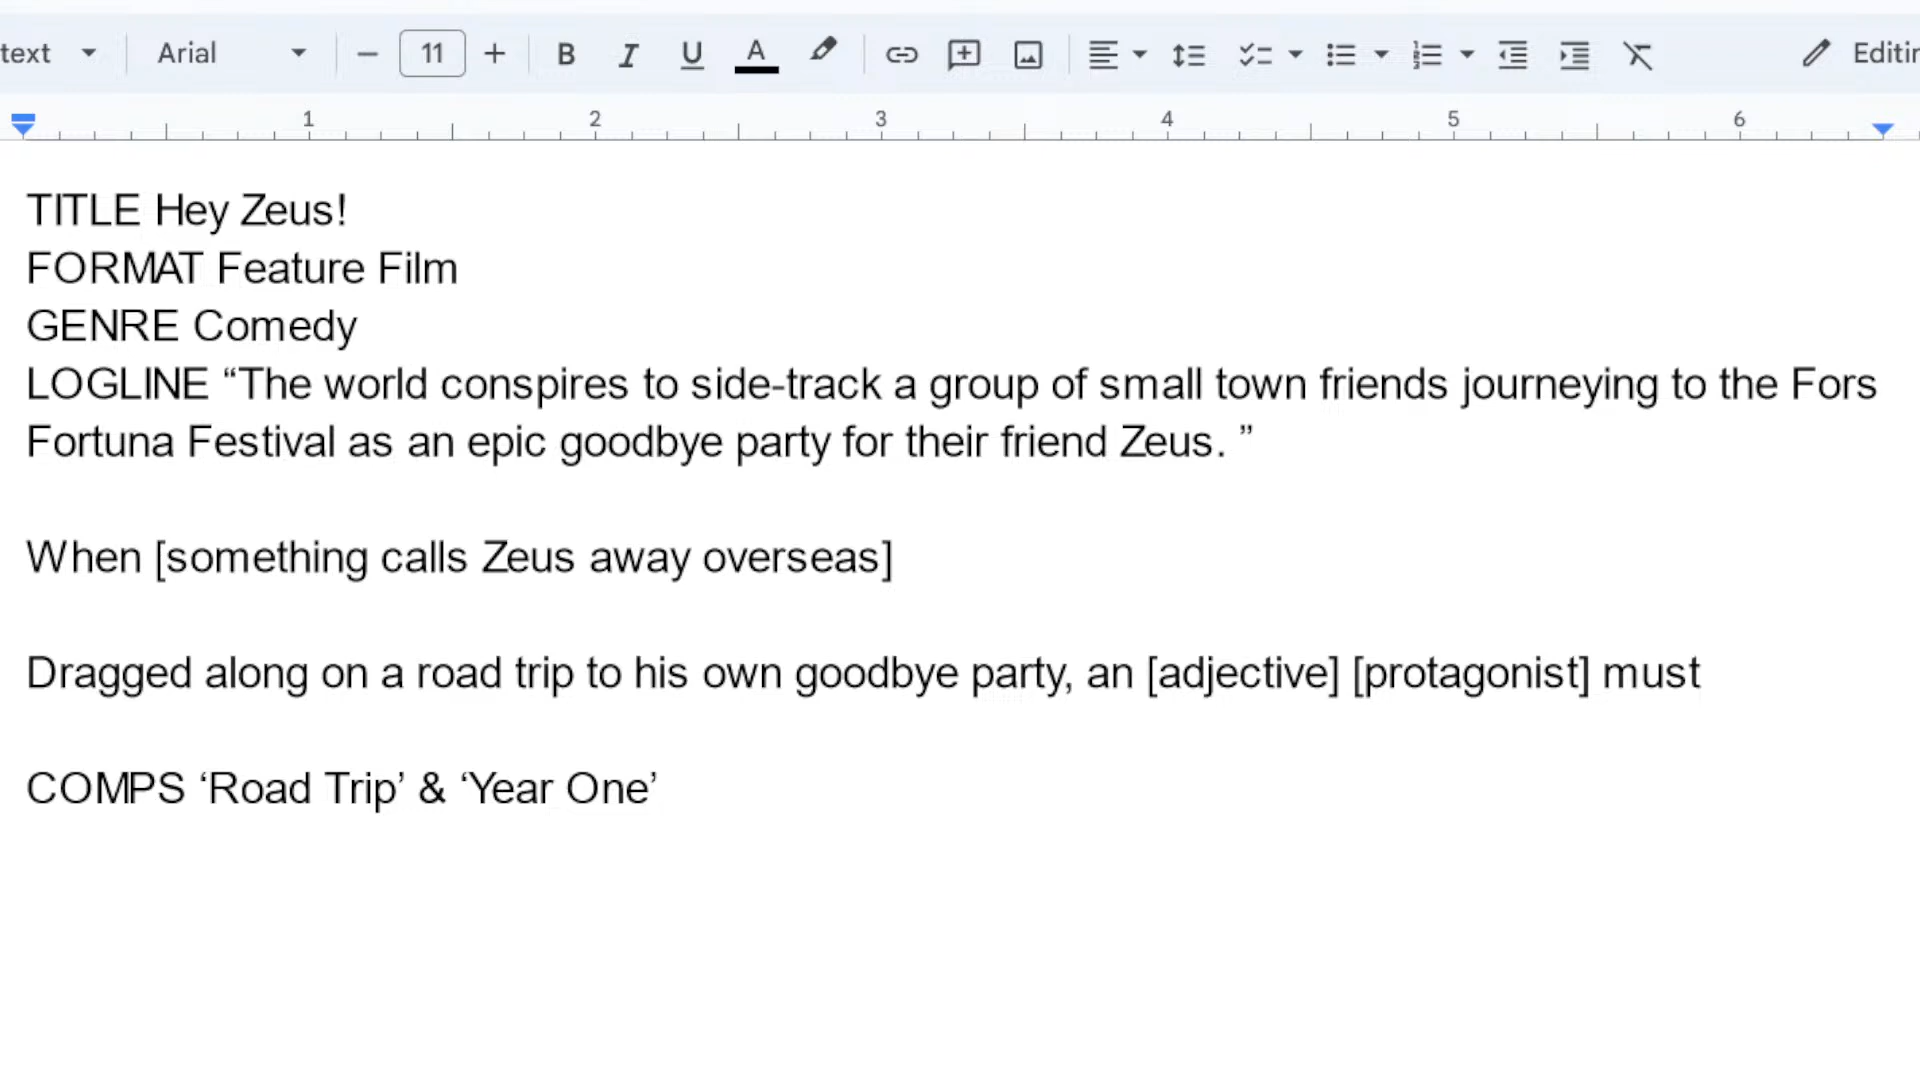 text Arial 11 B I U A
1 2 3 4 5 6
TITLE Hey Zeus!
FORMAT Feature Film
GENRE Comedy
LOGLINE “The world conspires to side-track a group of small town friends journeying to the Fors
Fortuna Festival as an epic goodbye party for their friend Zeus. ”
When [something calls Zeus away overseas]
Dragged along on a road trip to his own goodbye party, an [adjective] [protagonist] must
COMPS ‘Road Trip’ & ‘Year One’